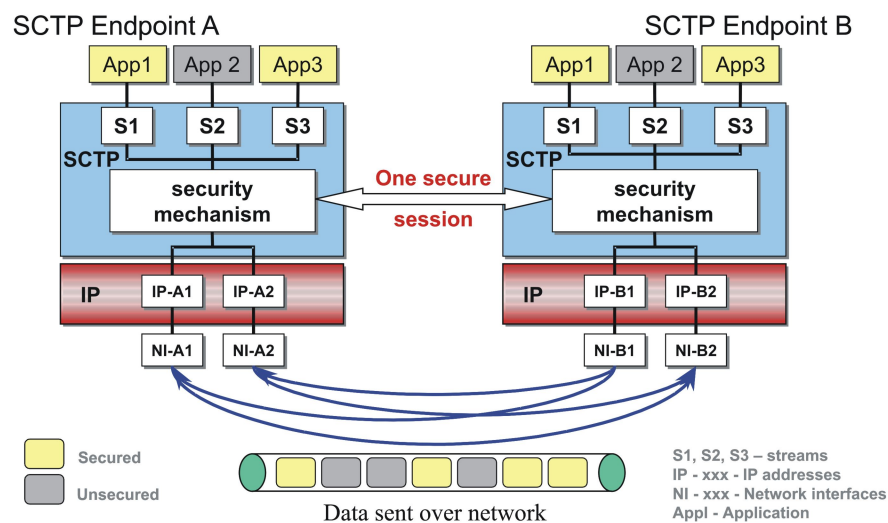 SCTP Endpoint A
SCTP Endpoint B
App1
App 2
App3
App1
App 2
App3
S1
S2
S3
S1
S2
S3
SCTP
SCTP
security
mechanism
One secure
session
security
mechanism
IP
IP-A1
IP-A2
IP
IP-B1
IP-B2
NI-A1
NI-A2
NI-B1
NI-B2
Secured
Unsecured
Data sent over network
S1, S2, S3 – streams
IP - xxx - IP addresses
NI - xxx - Network interfaces
Appl - Application